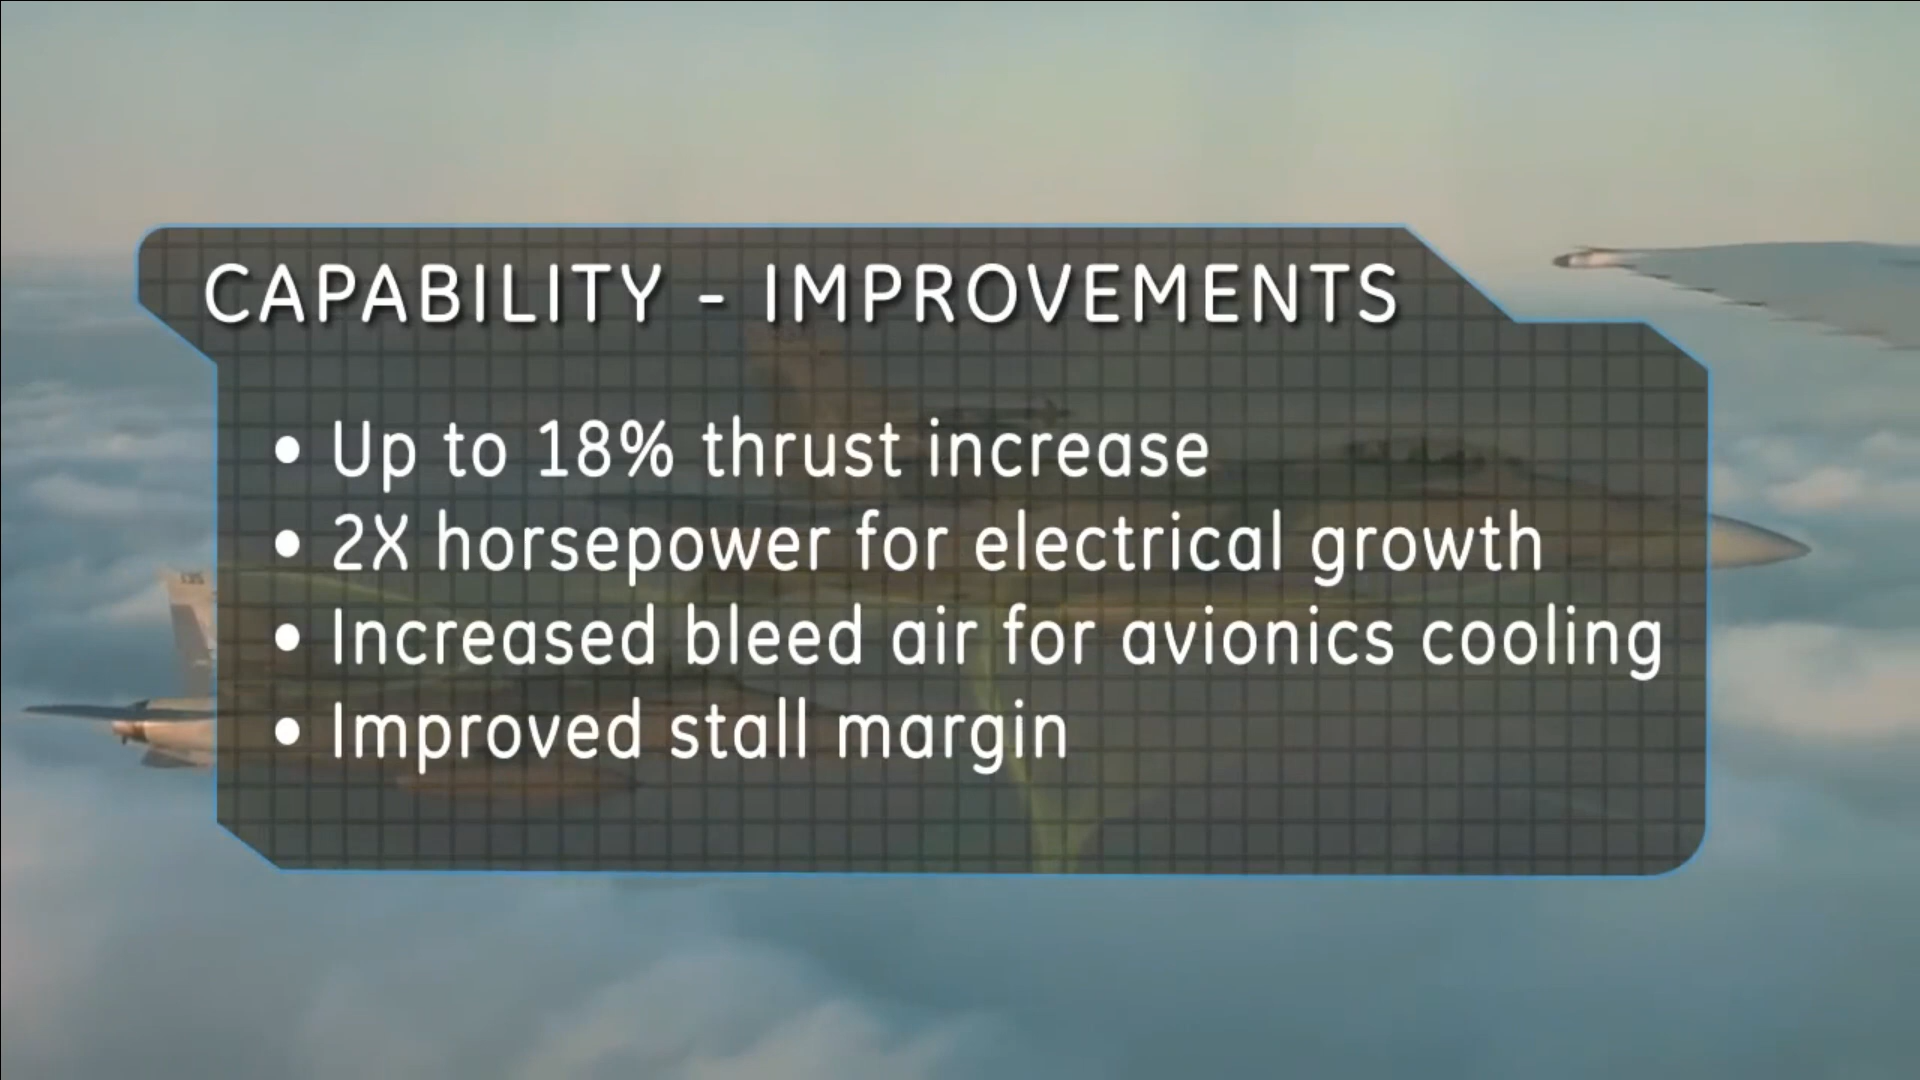 CAPABILITY - IMPROVEMENTS
• Up to 18% thrust increase
• 2X horsepower for electrical growth
• Increased bleed air for avionics cooling
• Improved stall margin